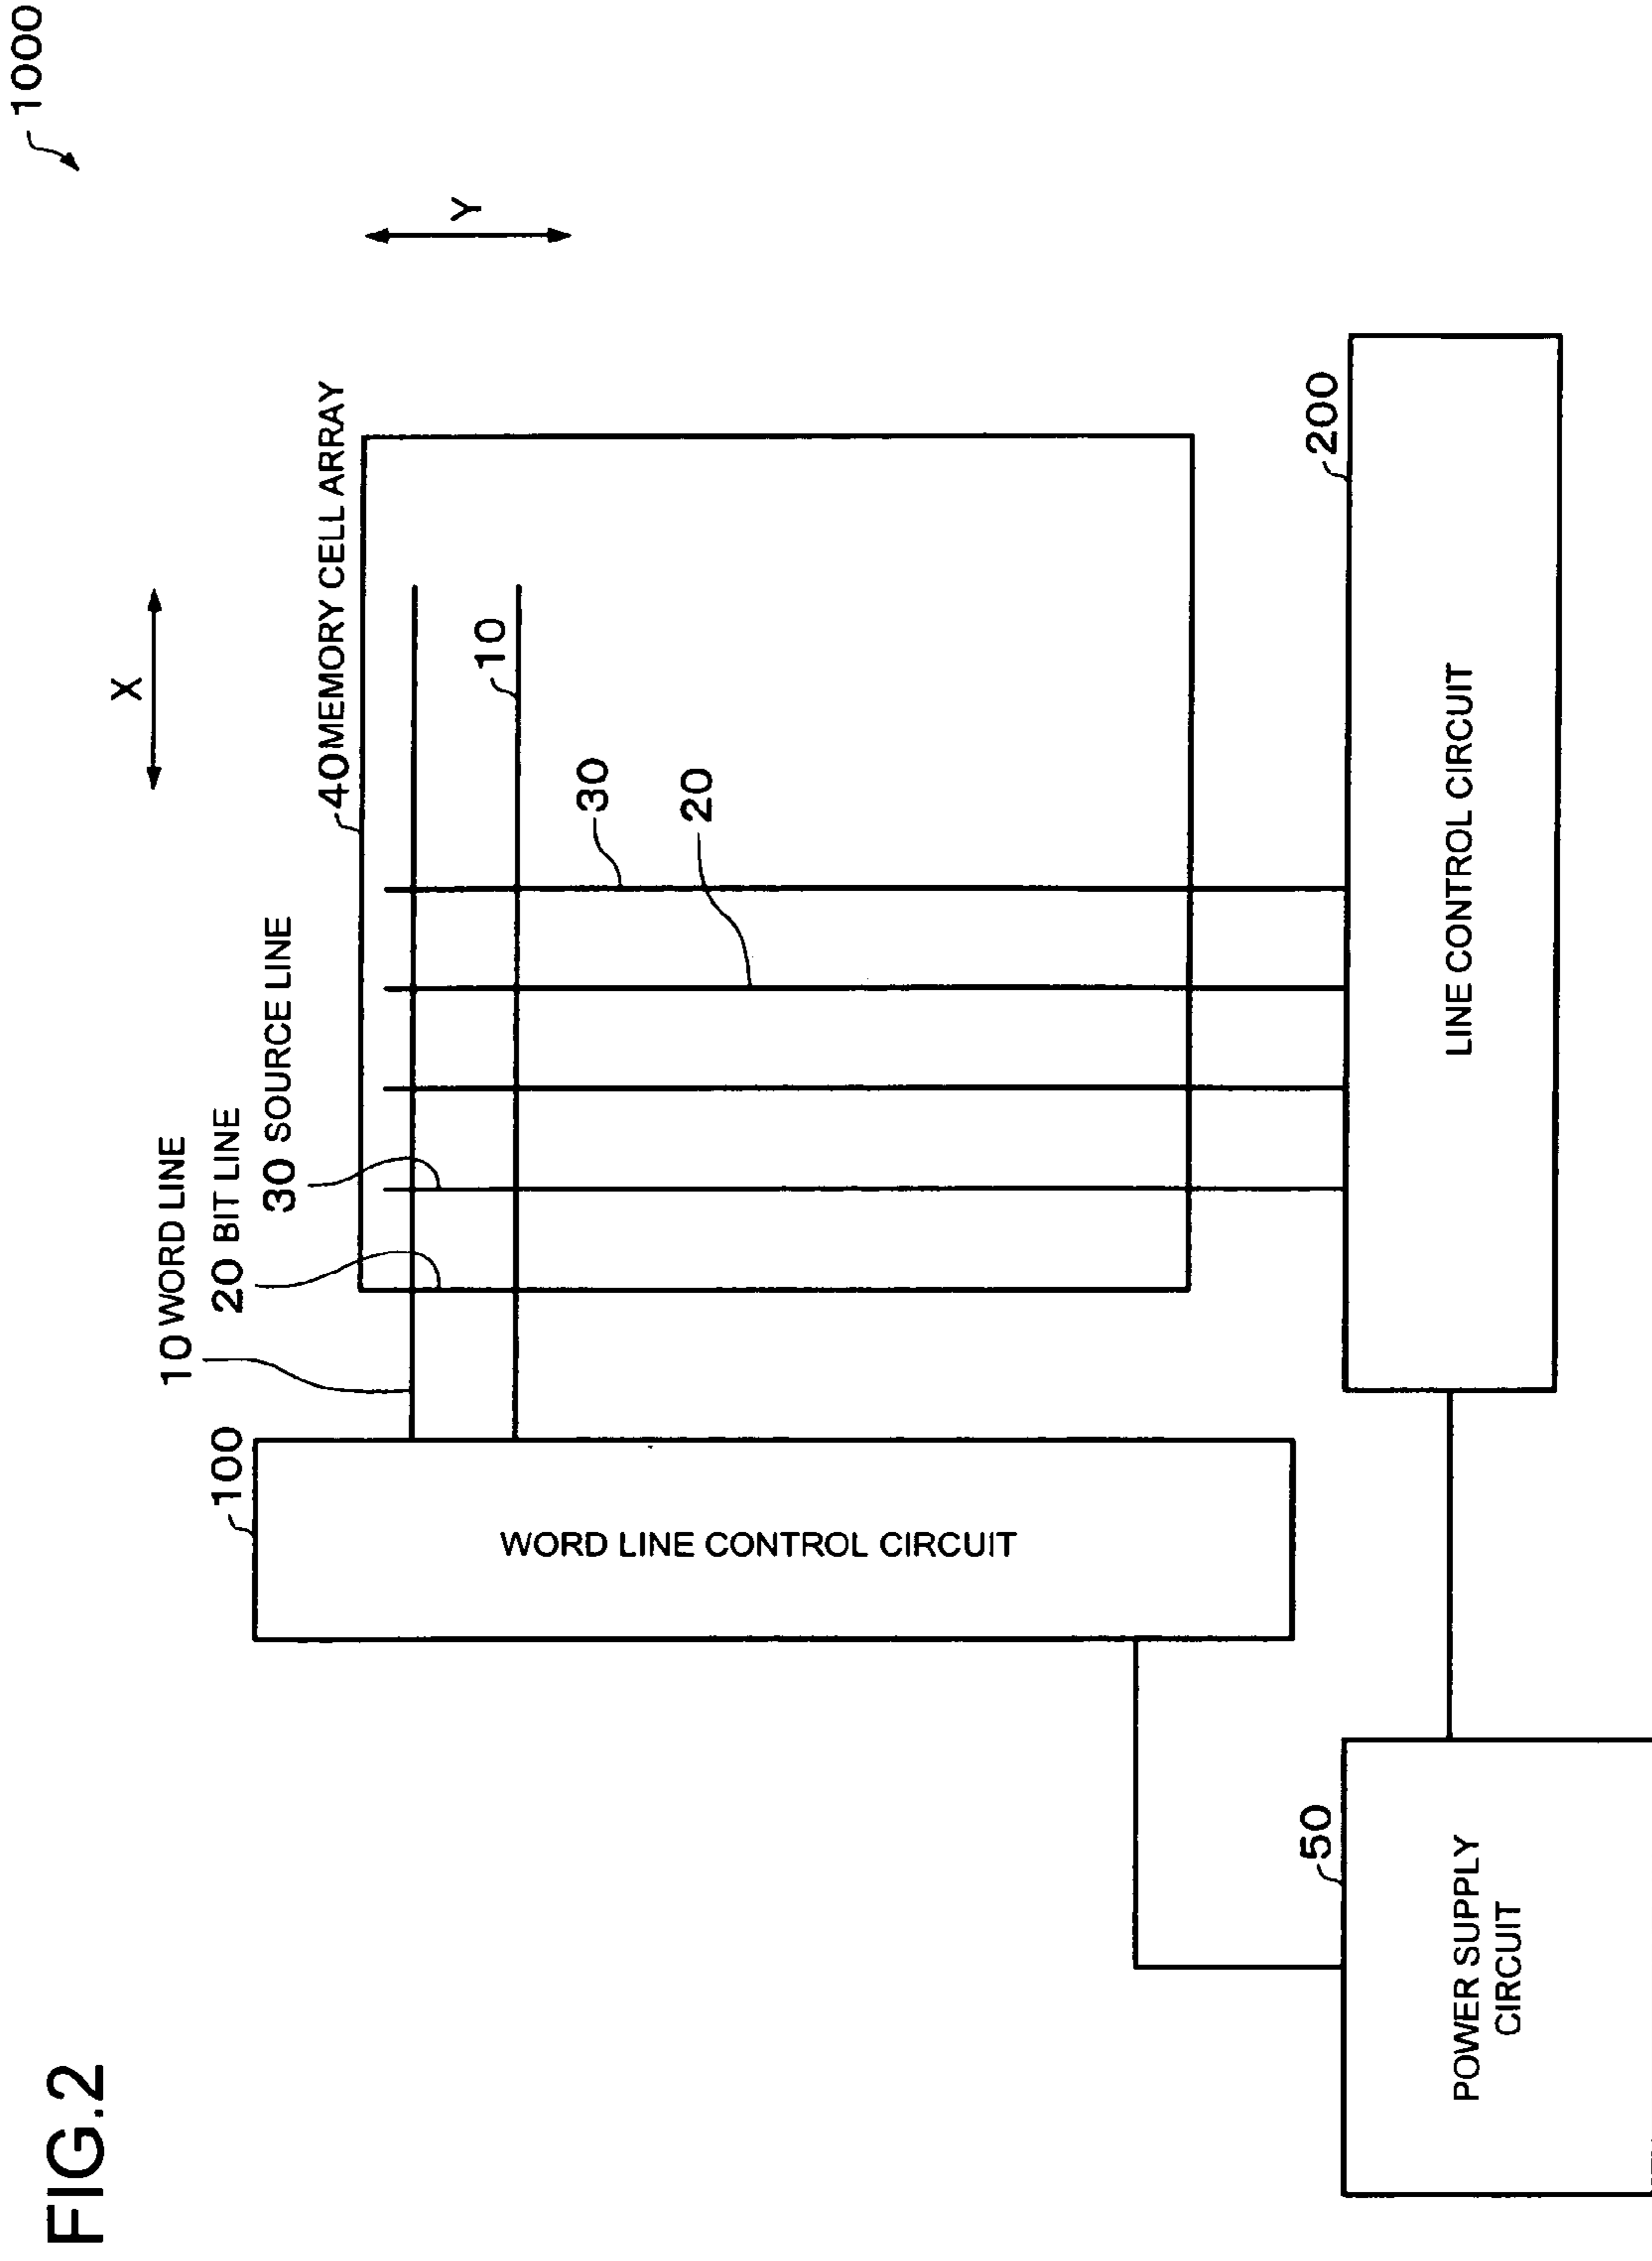 FIG.2
1000
X
Y
40 MEMORY CELL ARRAY
10 WORD LINE
20 BIT LINE
30 SOURCE LINE
10
30
20
100
WORD LINE CONTROL CIRCUIT
200
LINE CONTROL CIRCUIT
50
POWER SUPPLY
CIRCUIT